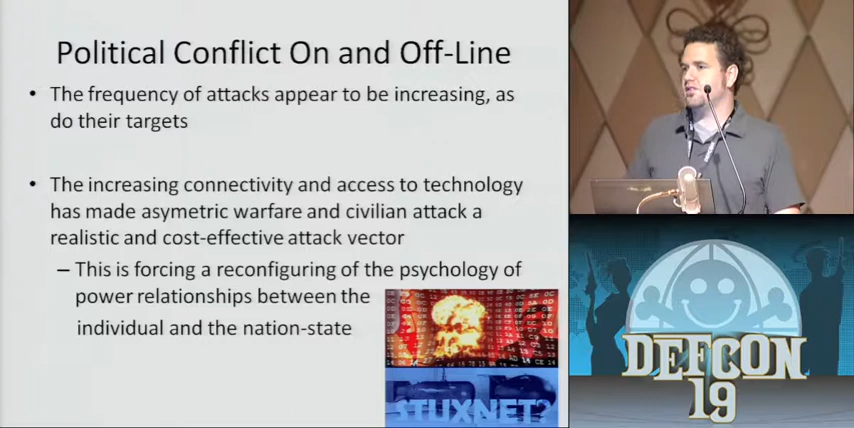 Political Conflict On and Off-Line
• The frequency of attacks appear to be increasing, as
do their targets
• The increasing connectivity and access to technology
has made asymetric warfare and civilian attack a
realistic and cost-effective attack vector
– This is forcing a reconfiguring of the psychology of
power relationships between the
individual and the nation-state
STUXNET?
DEFCON
19